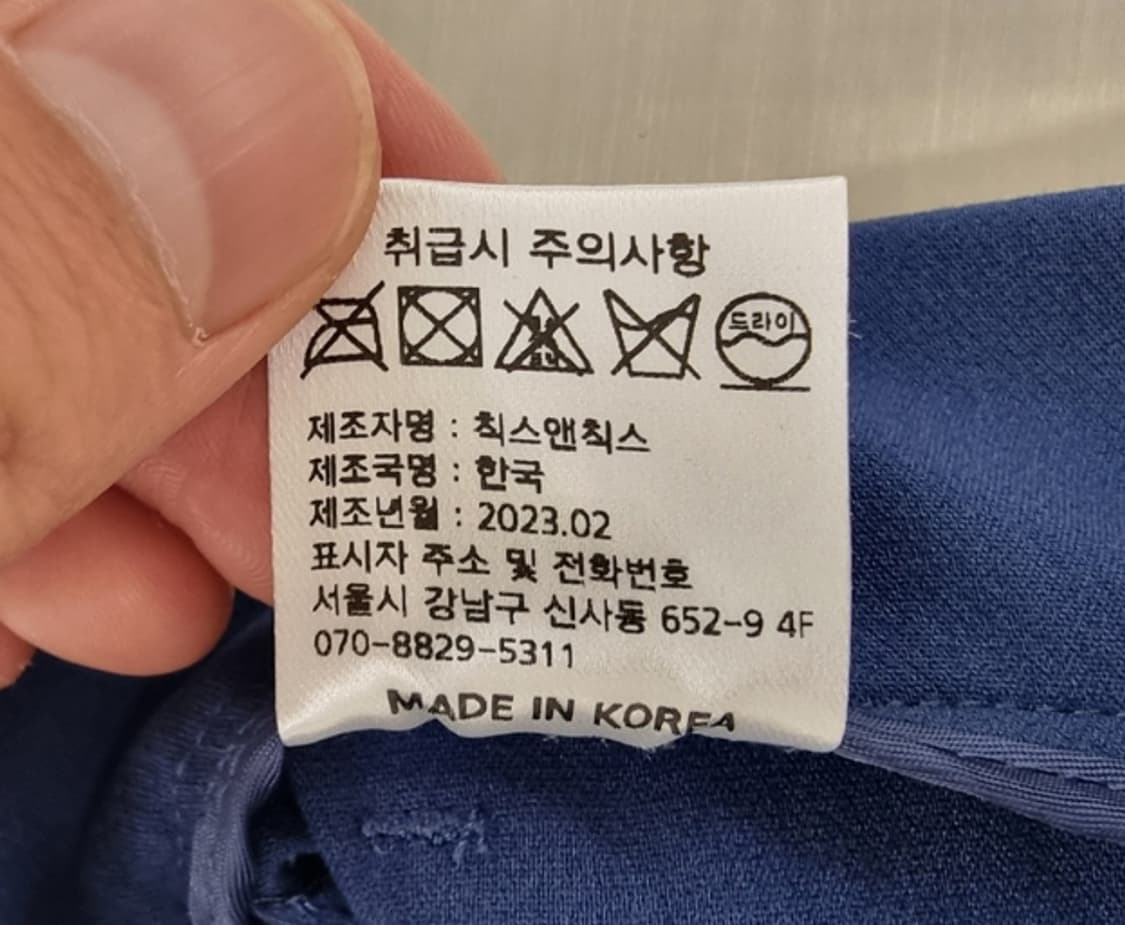 취급시 주의사항
드라이
제조자명 : 칙스앤칙스
제조국명 : 한국
제조년월 : 2023.02
표시자 주소 및 전화번호
서울시 강남구 신사동 652-9 4F
070-8829-5311
MADE IN KOREA